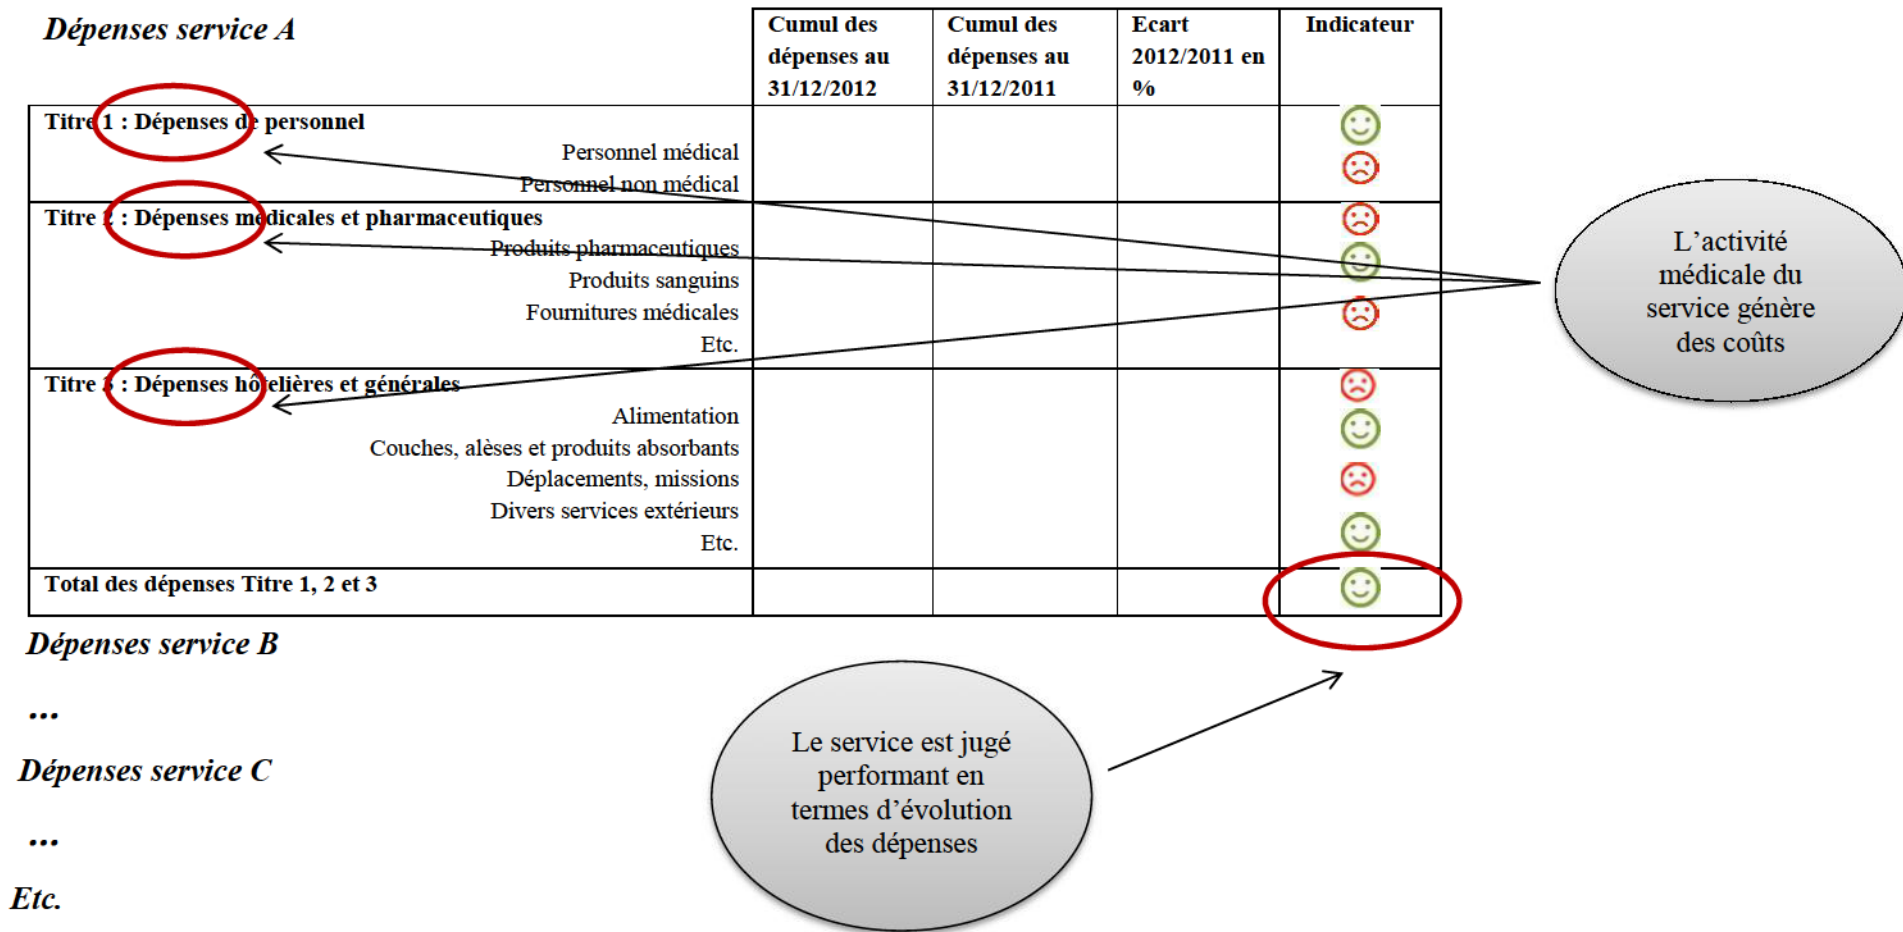 Dépenses service A
Cumul des
dépenses au
31/12/2012
Cumul des
dépenses au
31/12/2011
Ecart
2012/2011 en
%
Indicateur
Titre 1 : Dépenses de personnel
Personnel médical
Personnel non médical
Titre 2 : Dépenses médicales et pharmaceutiques
Produits pharmaceutiques
Produits sanguins
Fournitures médicales
Etc.
Titre 3 : Dépenses hôtelières et générales
Alimentation
Couches, alèses et produits absorbants
Déplacements, missions
Divers services extérieurs
Etc.
Total des dépenses Titre 1, 2 et 3
L’activité
médicale du
service génère
des coûts
Dépenses service B
...
Dépenses service C
...
Etc.
Le service est jugé
performant en
termes d’évolution
des dépenses